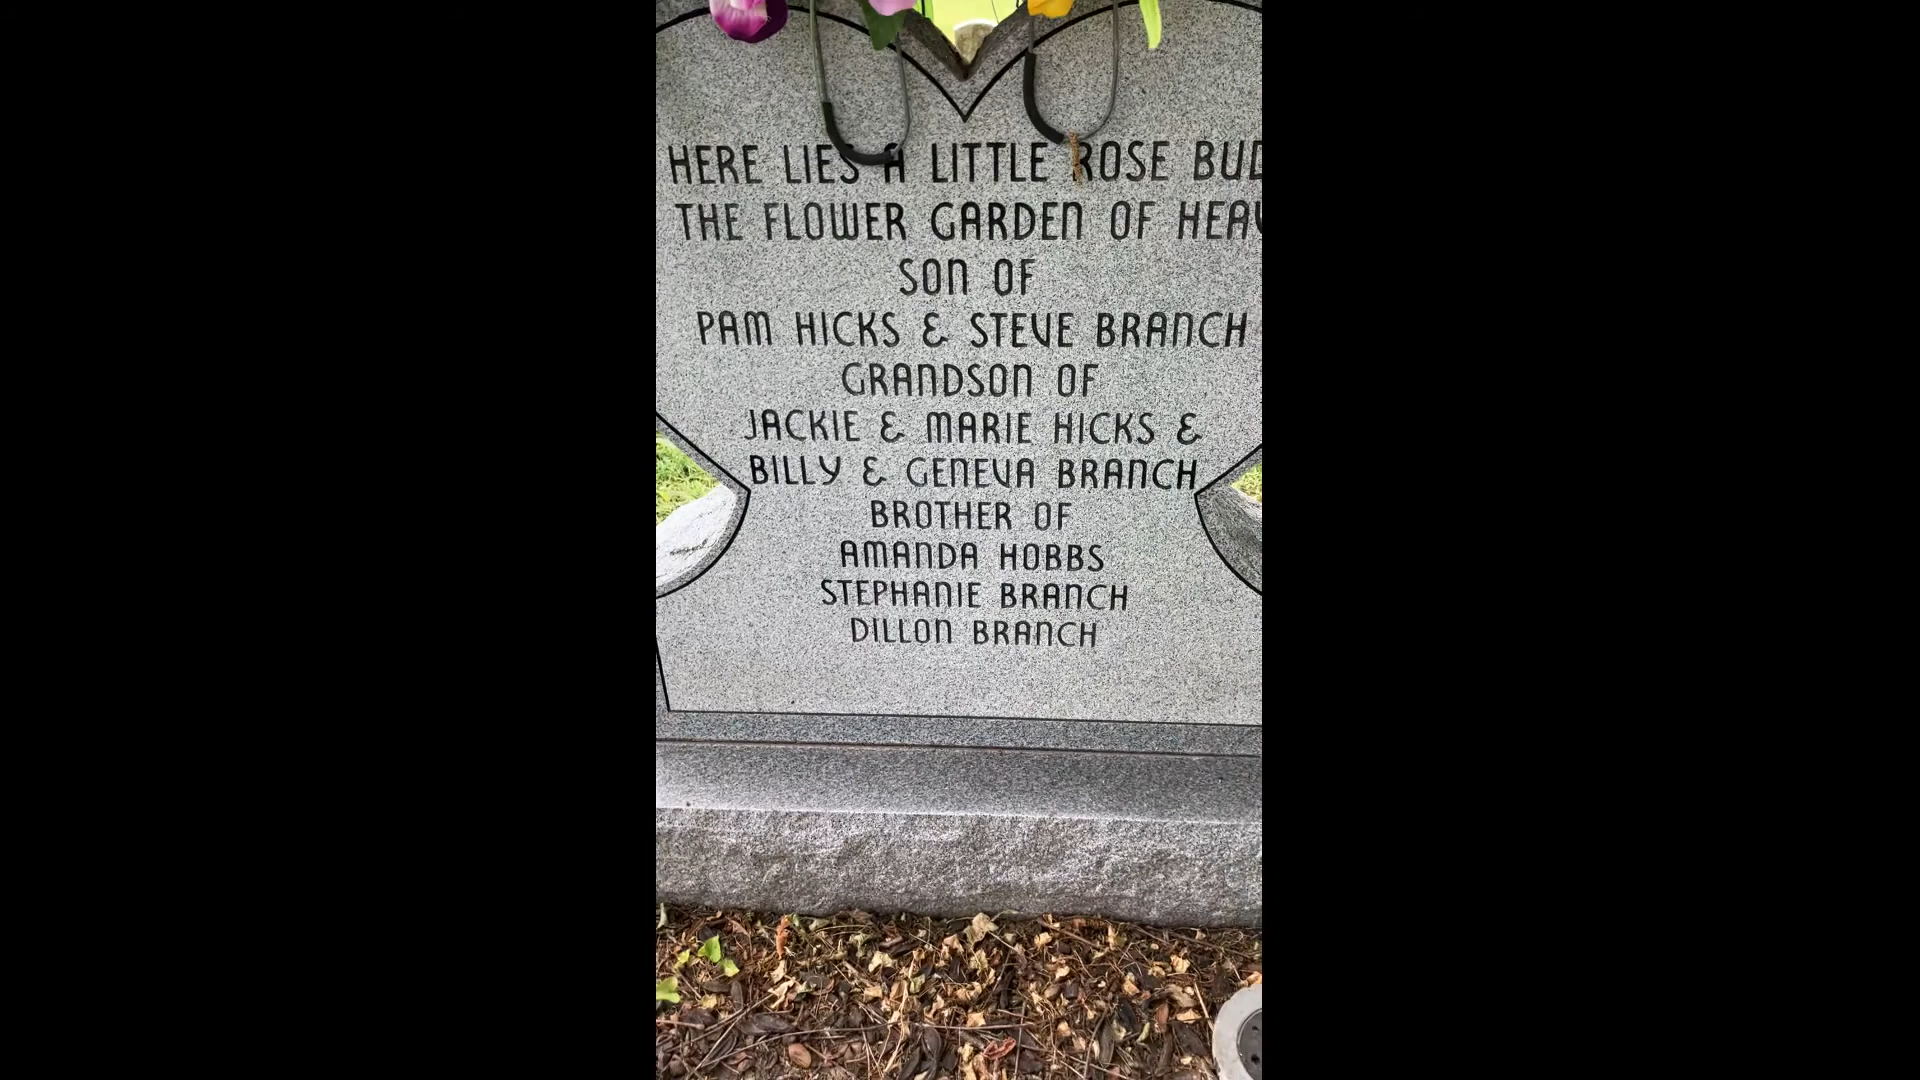 HERE LIES A LITTLE ROSE BUD
THE FLOWER GARDEN OF
SON OF
PAM HICKS & STEVE BRANCH
GRANDSON OF
JACKIE & MARIE HICKS &
BILLY & GENEVA BRANCH
BROTHER OF
AMANDA HOBBS
STEPHANIE BRANCH
DILLON BRANCH